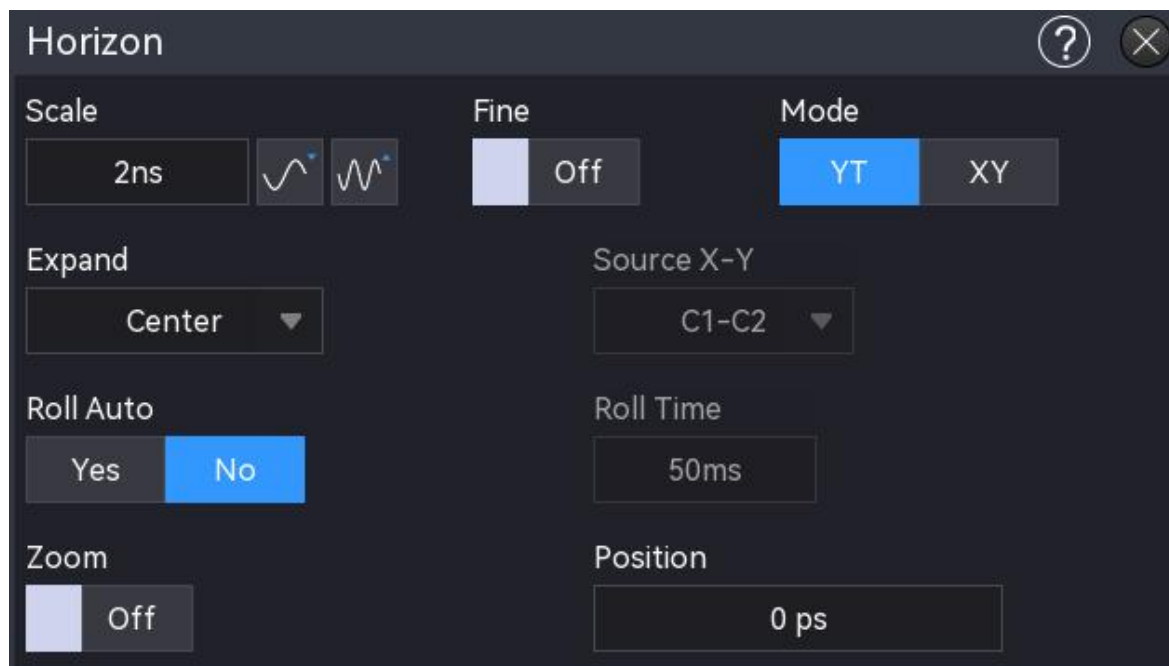 Horizon ?
Scale Fine Mode
2ns Off YT XY
Expand Source X-Y
Center C1-C2
Roll Auto Roll Time
Yes No 50ms
Zoom Position
Off 0 ps